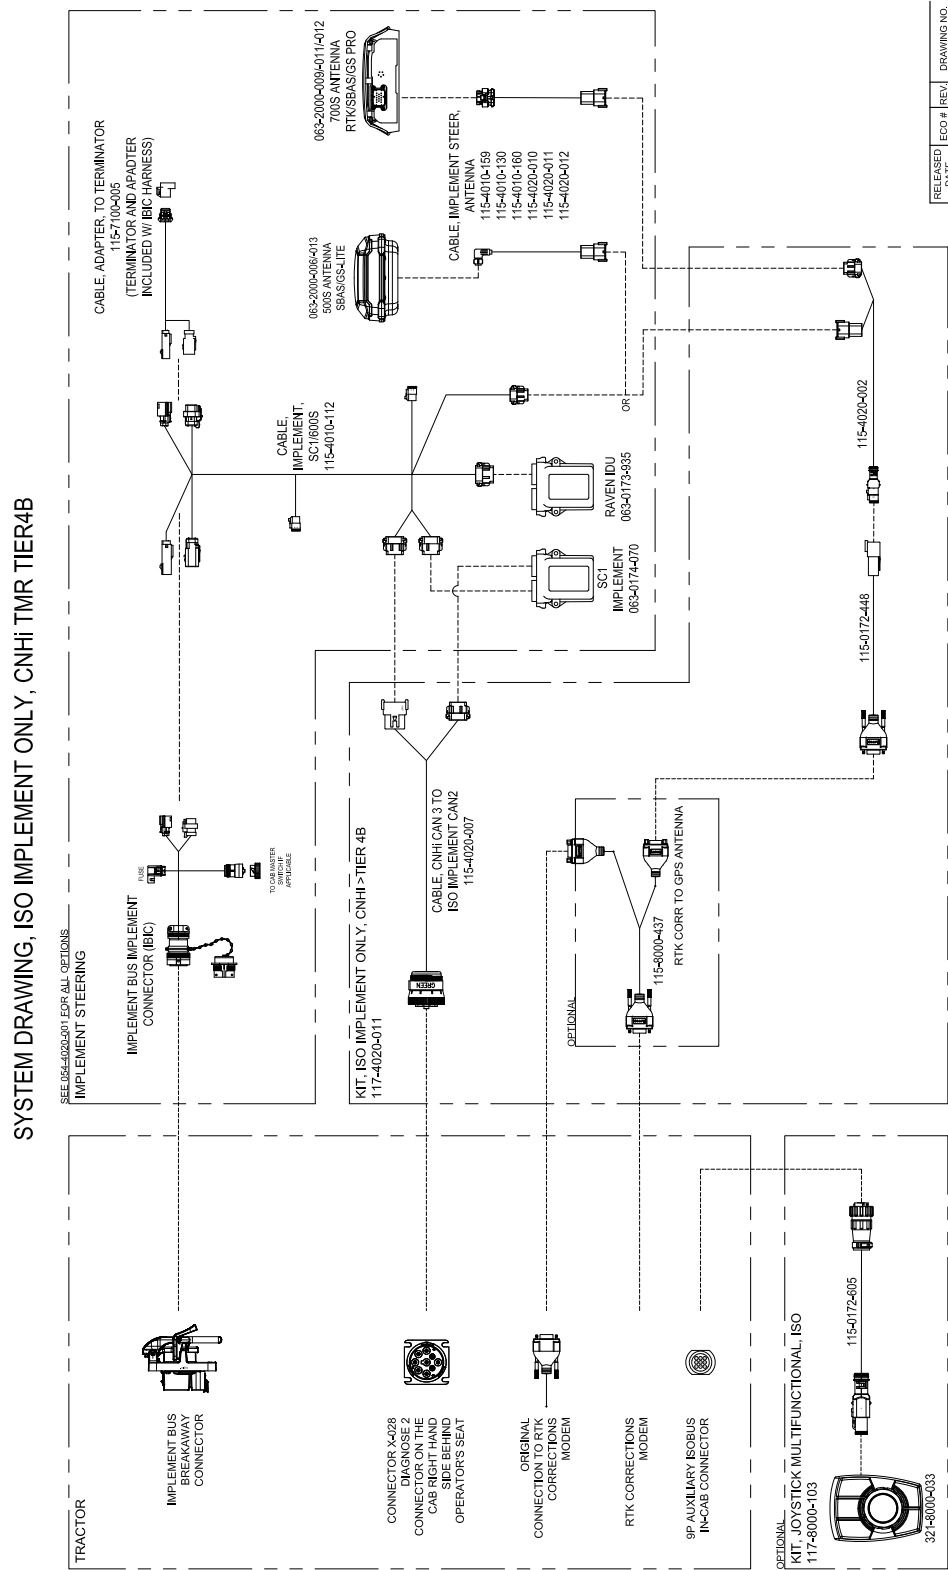 SYSTEM DRAWING, ISO IMPLEMENT ONLY, CNHi TMR TIER4B
TRACTOR
IMPLEMENT BUS
BREAKAWAY
CONNECTOR
CONNECTOR X-028
DIAGNOSE 2
CONNECTOR ON THE
CAB RIGHT HAND
SIDE BEHIND
OPERATOR'S SEAT
ORIGINAL
CONNECTION TO RTK
CORRECTIONS
MODEM
RTK CORRECTIONS
MODEM
9P AUXILIARY ISOBUS
IN-CAB CONNECTOR
OPTIONAL
KIT, JOYSTICK MULTIFUNCTIONAL, ISO
117-8000-103
321-8000-033
115-0172-605
SEE 054-4020-001 FOR ALL OPTIONS
IMPLEMENT STEERING
IMPLEMENT BUS IMPLEMENT
CONNECTOR (IBIC)
FUSE
TO CAB MASTER
SWITCH IF
APPLICABLE
CABLE, ADAPTER, TO TERMINATOR
115-7100-005
(TERMINATOR AND APADTER
INCLUDED W/ IBIC HARNESS)
CABLE,
IMPLEMENT,
SC1/600S
115-4010-112
063-2000-006/-013
500S ANTENNA
SBAS/GS-LITE
063-2000-009/-011/-012
700S ANTENNA
RTK/SBAS/GS PRO
CABLE, IMPLEMENT STEER,
ANTENNA
115-4010-159
115-4010-130
115-4010-160
115-4020-010
115-4020-011
115-4020-012
OR
RAVEN IDU
063-0173-935
SC1
IMPLEMENT
063-0174-070
KIT, ISO IMPLEMENT ONLY, CNHI >TIER 4B
117-4020-011
GREEN
CABLE, CNHi CAN 3 TO
ISO IMPLEMENT CAN2
115-4020-007
OPTIONAL
115-8000-437
RTK CORR TO GPS ANTENNA
115-0172-448
115-4020-002
RELEASED
DATE
ECO #
REV.
DRAWING NO.